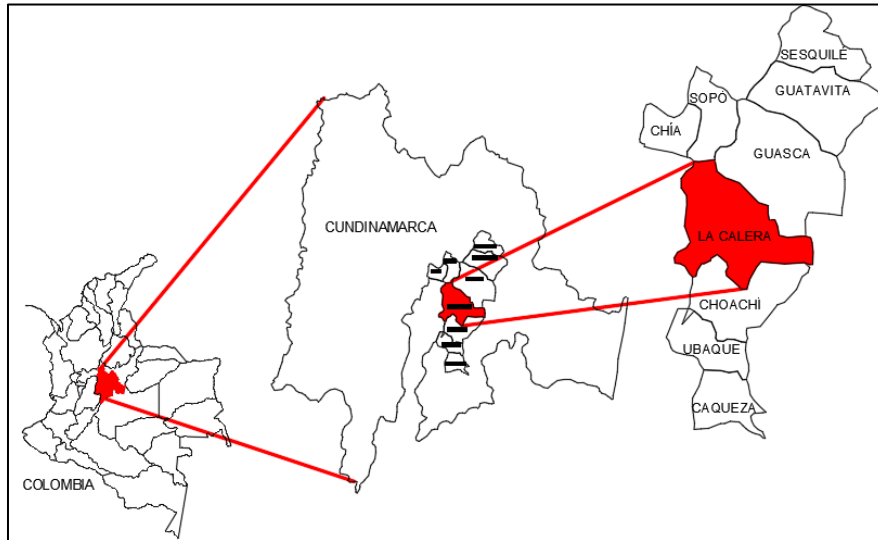 SESQUILÉ
GUATAVITA
SOPÓ
CHÍA
GUASCA
CUNDINAMARCA
LA CALERA
CHOACHÍ
UBAQUE
CAQUEZA
COLOMBIA